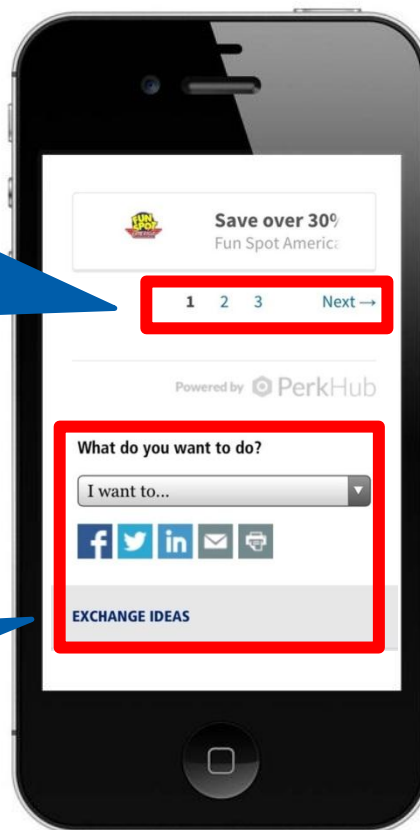 FUN
SPOT
Save over 30%
Fun Spot America
1 2 3 Next →
Powered by PerkHub
What do you want to do?
I want to...
f in
EXCHANGE IDEAS